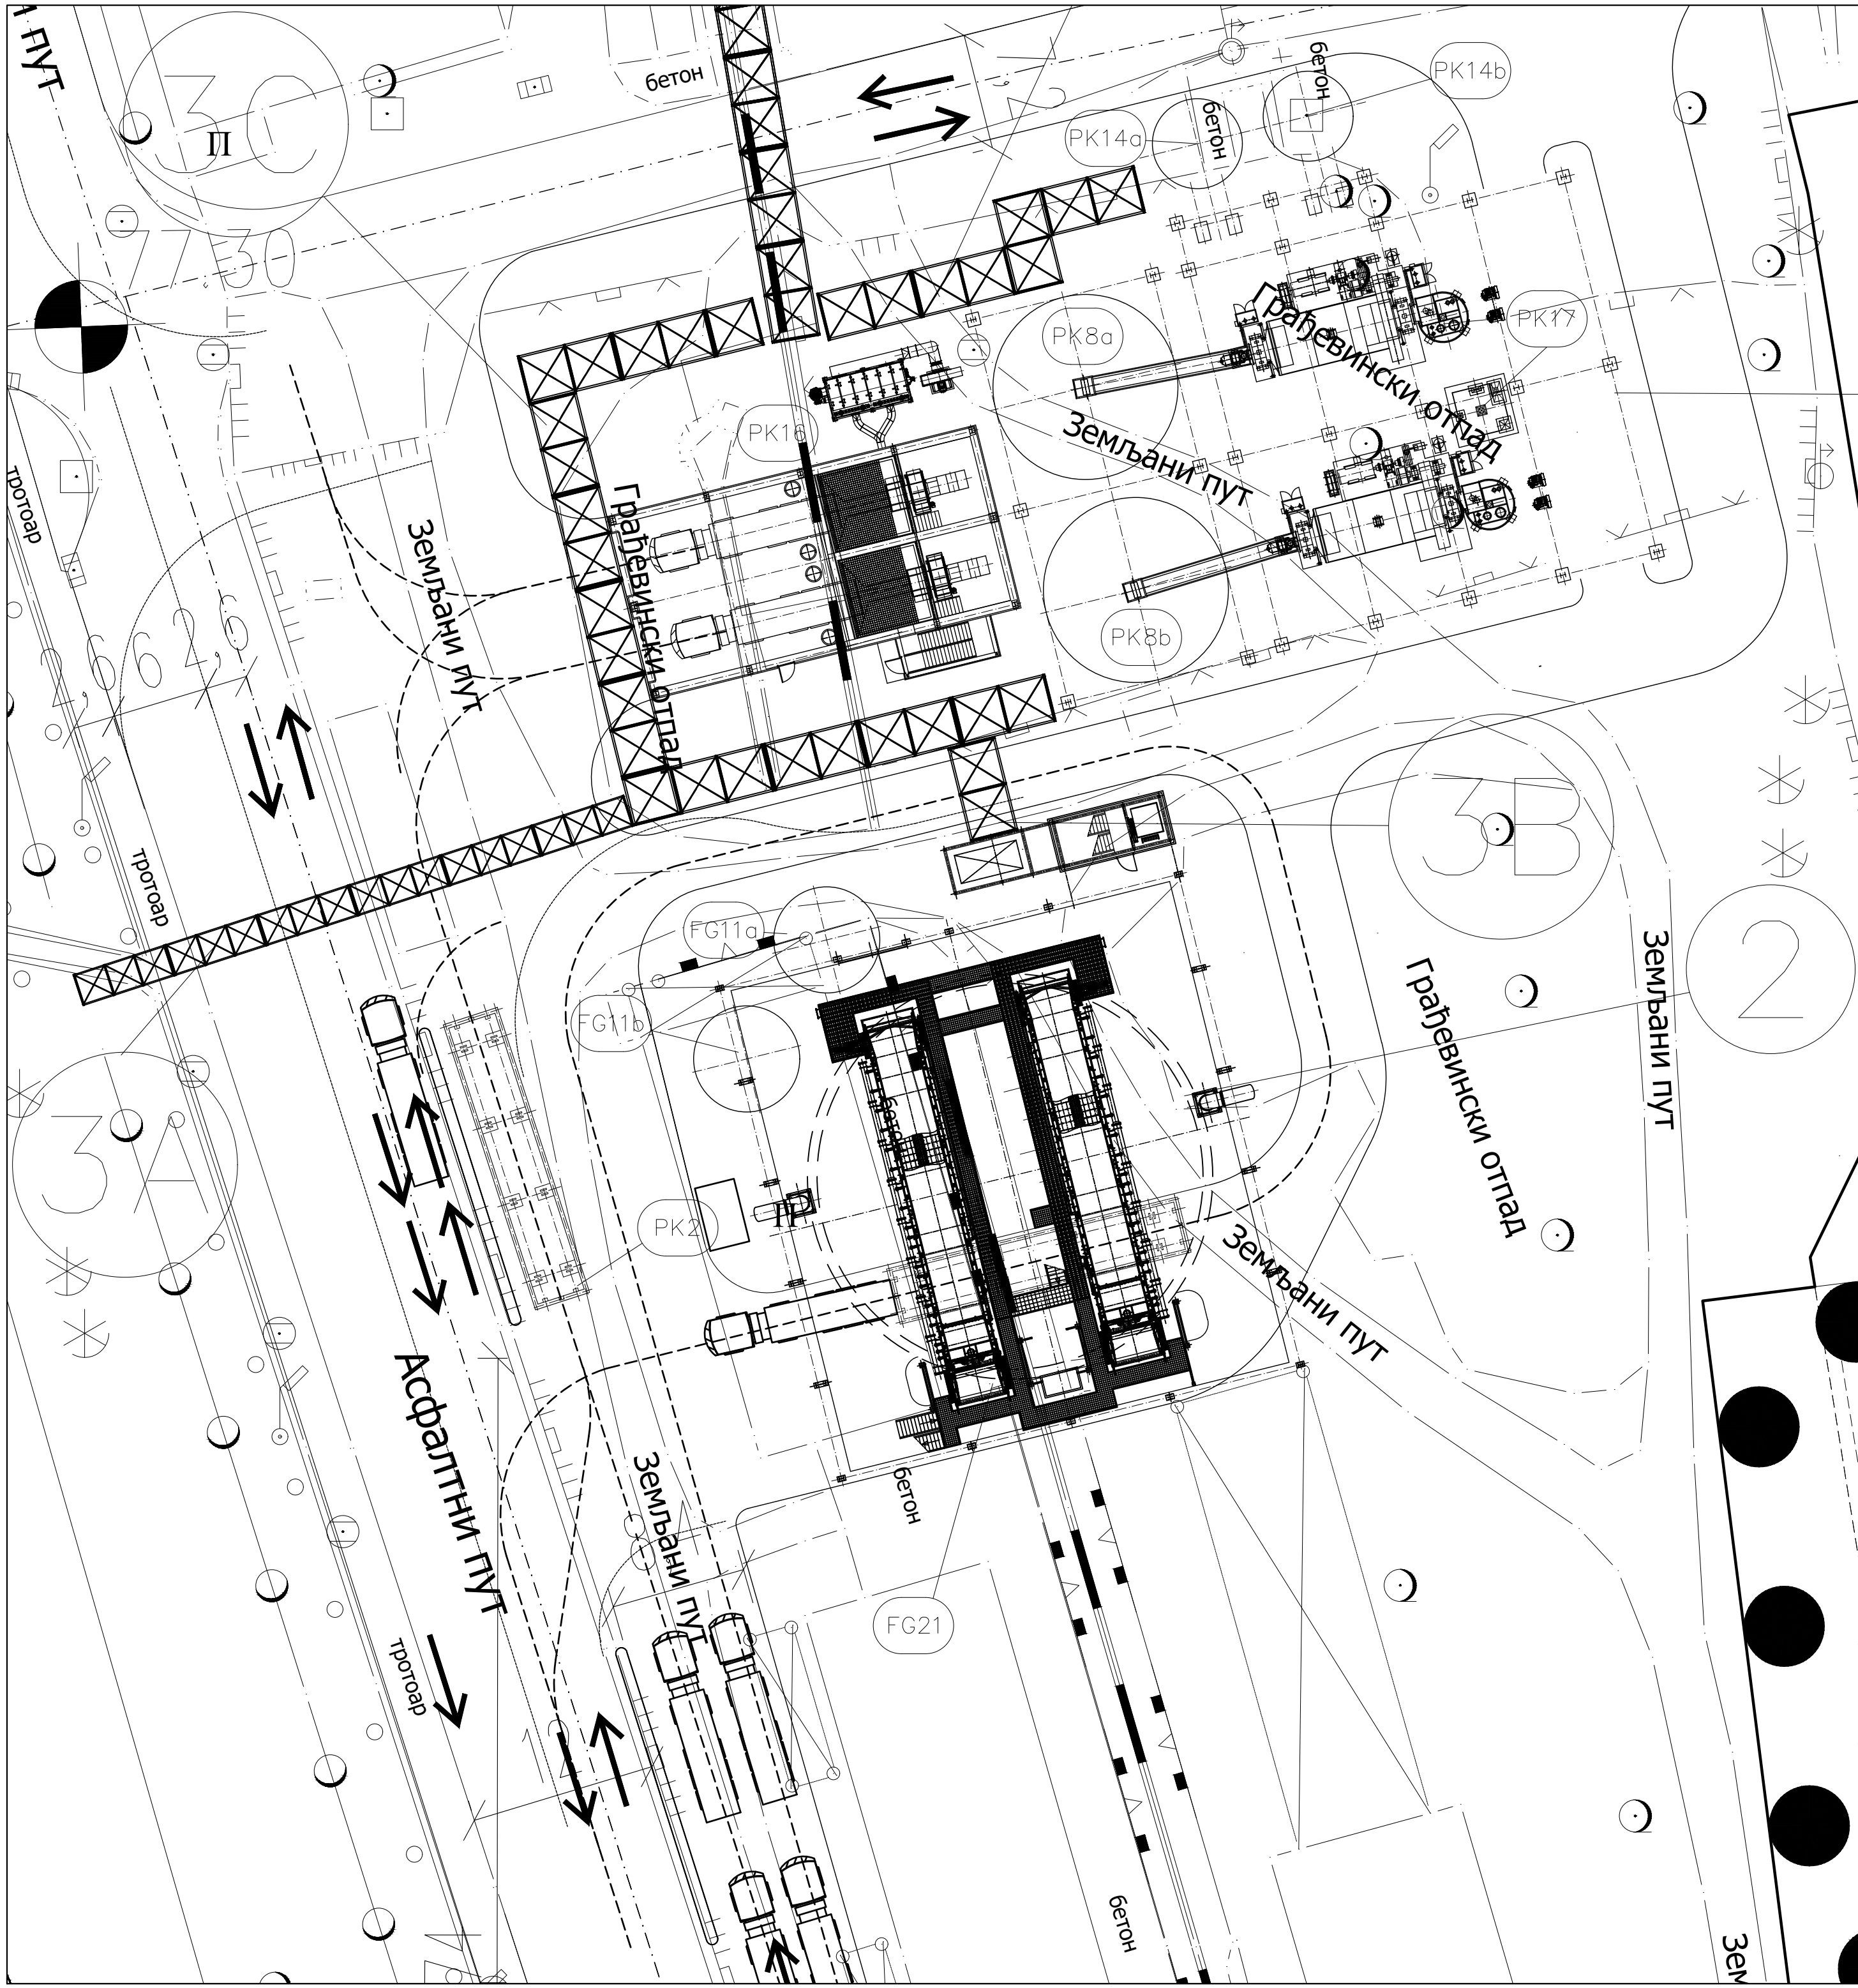 пут
бетон
бетон
бетон
PK14b
PK14a
3C
П
77,30
PK8a
PK17
Грађевински отпад
Земљани пут
PK16
тротоар
Земљани пут
Грађевински отпад
PK8b
тротоар
3B
2
FG11a
FG11b
Земљани пут
Грађевински отпад
3A
бетон
PK2
П
Земљани пут
Асфалтни пут
Земљани пут
бетон
FG21
тротоар
бетон
Зем